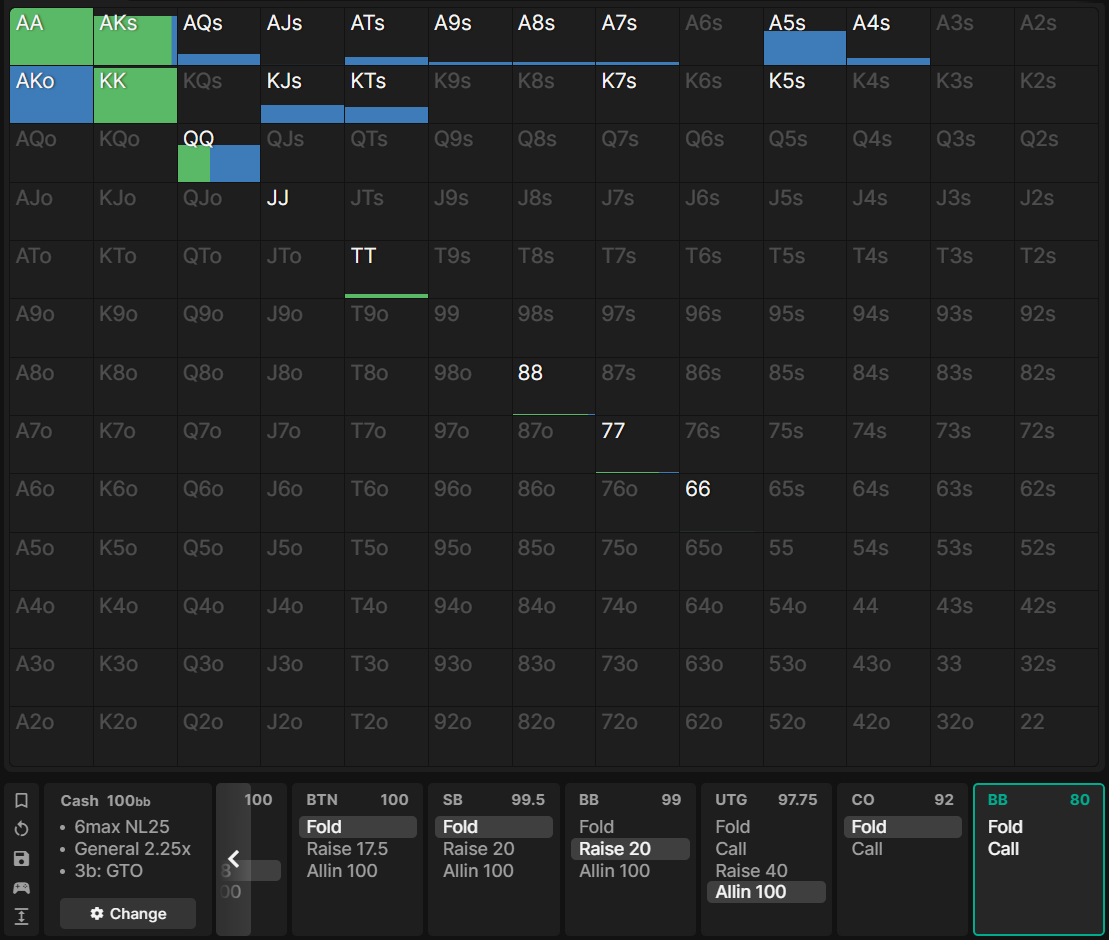 AA AKs AQs AJs ATs A9s A8s A7s A6s A5s A4s A3s A2s
AKo KK KQs KJs KTs K9s K8s K7s K6s K5s K4s K3s K2s
AQo KQo QQ QJs QTs Q9s Q8s Q7s Q6s Q5s Q4s Q3s Q2s
AJo KJo QJo JJ JTs J9s J8s J7s J6s J5s J4s J3s J2s
ATo KTo QTo JTo TT T9s T8s T7s T6s T5s T4s T3s T2s
A9o K9o Q9o J9o T9o 99 98s 97s 96s 95s 94s 93s 92s
A8o K8o Q8o J8o T8o 98o 88 87s 86s 85s 84s 83s 82s
A7o K7o Q7o J7o T7o 97o 87o 77 76s 75s 74s 73s 72s
A6o K6o Q6o J6o T6o 96o 86o 76o 66 65s 64s 63s 62s
A5o K5o Q5o J5o T5o 95o 85o 75o 65o 55 54s 53s 52s
A4o K4o Q4o J4o T4o 94o 84o 74o 64o 54o 44 43s 42s
A3o K3o Q3o J3o T3o 93o 83o 73o 63o 53o 43o 33 32s
A2o K2o Q2o J2o T2o 92o 82o 72o 62o 52o 42o 32o 22
Cash 100bb
• 6max NL25
• General 2.25x
• 3b: GTO
Change
100
8
00
BTN 100
Fold
Raise 17.5
Allin 100
SB 99.5
Fold
Raise 20
Allin 100
BB 99
Fold
Raise 20
Allin 100
UTG 97.75
Fold
Call
Raise 40
Allin 100
CO 92
Fold
Call
BB 80
Fold
Call